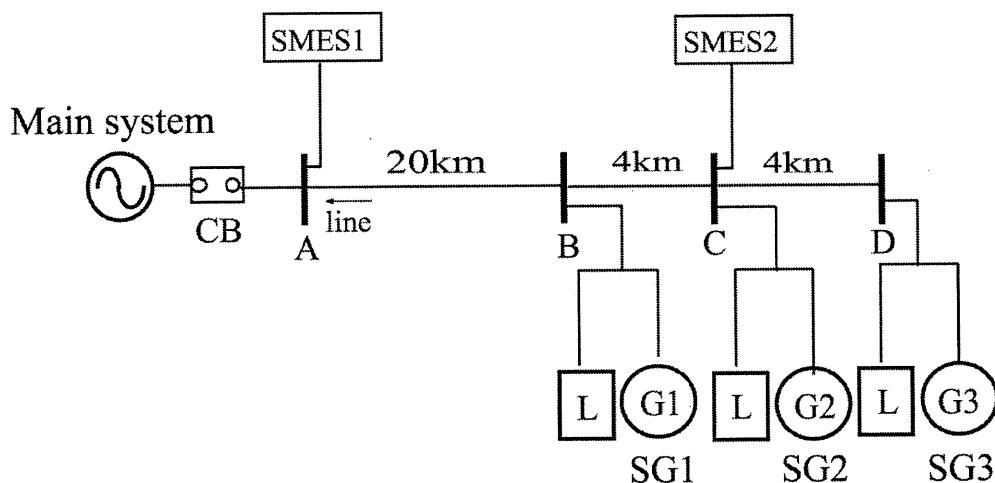 SMES1
SMES2
Main system
CB
A
line
20km
B
4km
C
4km
D
L
G1
L
G2
L
G3
SG1
SG2
SG3